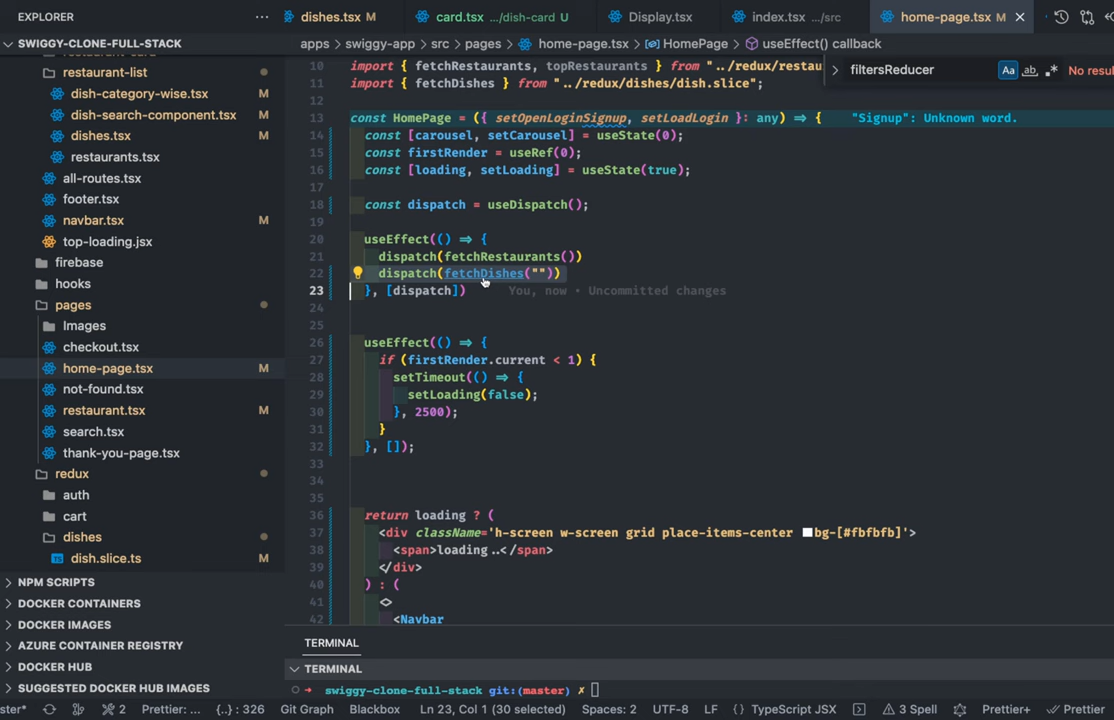 EXPLORER
SWIGGY-CLONE-FULL-STACK
restaurant-list
dish-category-wise.tsx
dish-search-component.tsx
dishes.tsx M
restaurants.tsx
all-routes.tsx
footer.tsx
navbar.tsx M
top-loading.jsx
firebase
hooks
pages
Images
checkout.tsx
home-page.tsx M
not-found.tsx
restaurant.tsx M
search.tsx
thank-you-page.tsx
redux
auth
cart
dishes
dish.slice.ts M
NPM SCRIPTS
DOCKER CONTAINERS
DOCKER IMAGES
AZURE CONTAINER REGISTRY
DOCKER HUB
SUGGESTED DOCKER HUB IMAGES
dishes.tsx M card.tsx .../dish-card U Display.tsx index.tsx .../src home-page.tsx M
apps > swiggy-app > src > pages > home-page.tsx > HomePage > useEffect() callback
filtersReducer Aa ab .* No resul
10 import { fetchRestaurants, topRestaurants } from "../redux/restau
11 import { fetchDishes } from "../redux/dishes/dish.slice";
12
13 const HomePage = ({ setOpenLoginSignup, setLoadLogin }: any) => { "Signup": Unknown word.
14 const [carousel, setCarousel] = useState(0);
15 const firstRender = useRef(0);
16 const [loading, setLoading] = useState(true);
17
18 const dispatch = useDispatch();
19
20 useEffect(() => {
21 dispatch(fetchRestaurants())
22 dispatch(fetchDishes(""))
23 }, [dispatch]) You, now • Uncommitted changes
24
25
26 useEffect(() => {
27 if (firstRender.current < 1) {
28 setTimeout(() => {
29 setLoading(false);
30 }, 2500);
31 }
32 }, []);
33
34
35
36 return loading ? (
37 <div className='h-screen w-screen grid place-items-center bg-[#fbfbfb]'>
38 <span>loading..</span>
39 </div>
40 ) : (
41 <>
42 <Navbar
TERMINAL
TERMINAL
swiggy-clone-full-stack git:(master) ✗
ster* 2 Prettier: ... {..} : 326 Git Graph Blackbox Ln 23, Col 1 (30 selected) Spaces: 2 UTF-8 LF {} TypeScript JSX 3 Spell Prettier+ Prettier